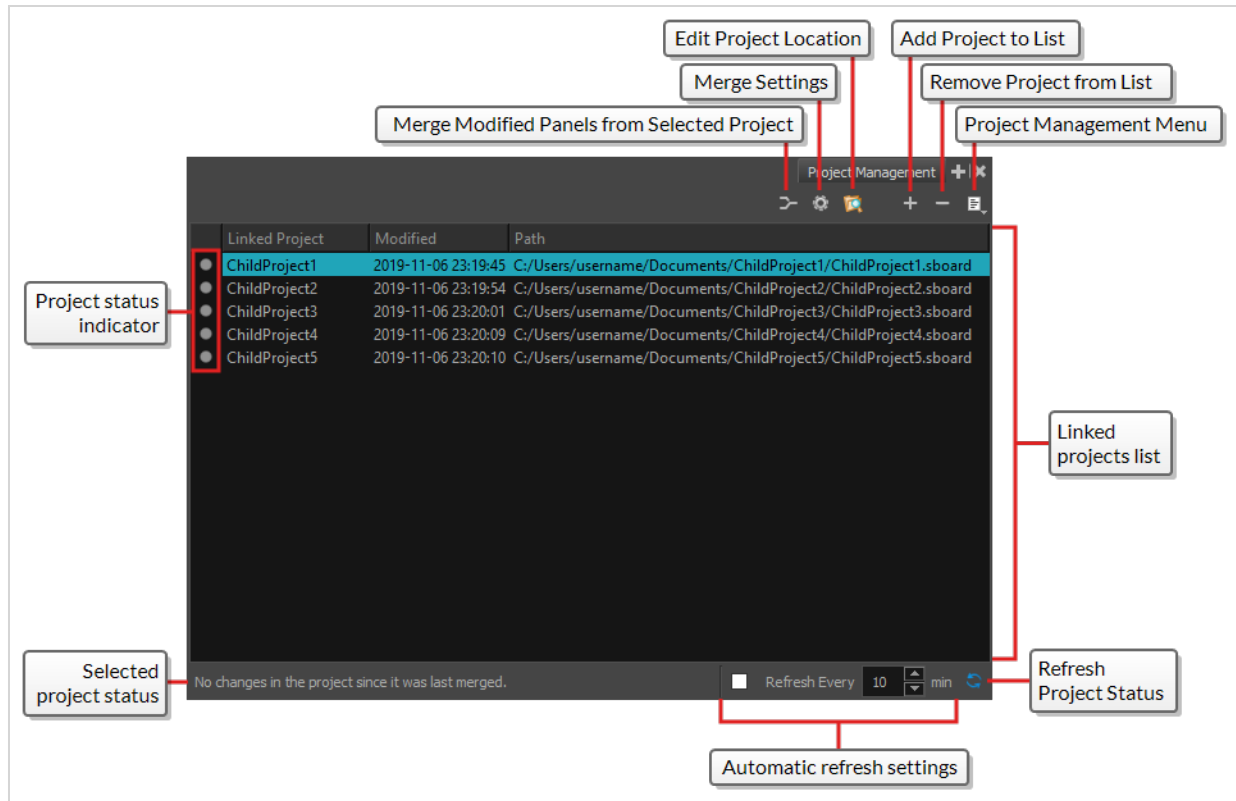 Edit Project Location
Add Project to List
Merge Settings
Remove Project from List
Merge Modified Panels from Selected Project
Project Management Menu
Project Management
Linked Project Modified Path
ChildProject1 2019-11-06 23:19:45 C:/Users/username/Documents/ChildProject1/ChildProject1.sboard
ChildProject2 2019-11-06 23:19:54 C:/Users/username/Documents/ChildProject2/ChildProject2.sboard
ChildProject3 2019-11-06 23:20:01 C:/Users/username/Documents/ChildProject3/ChildProject3.sboard
ChildProject4 2019-11-06 23:20:09 C:/Users/username/Documents/ChildProject4/ChildProject4.sboard
ChildProject5 2019-11-06 23:20:10 C:/Users/username/Documents/ChildProject5/ChildProject5.sboard
Project status
indicator
Linked
projects list
Selected
project status
No changes in the project since it was last merged.
Refresh Every 10 min
Refresh
Project Status
Automatic refresh settings